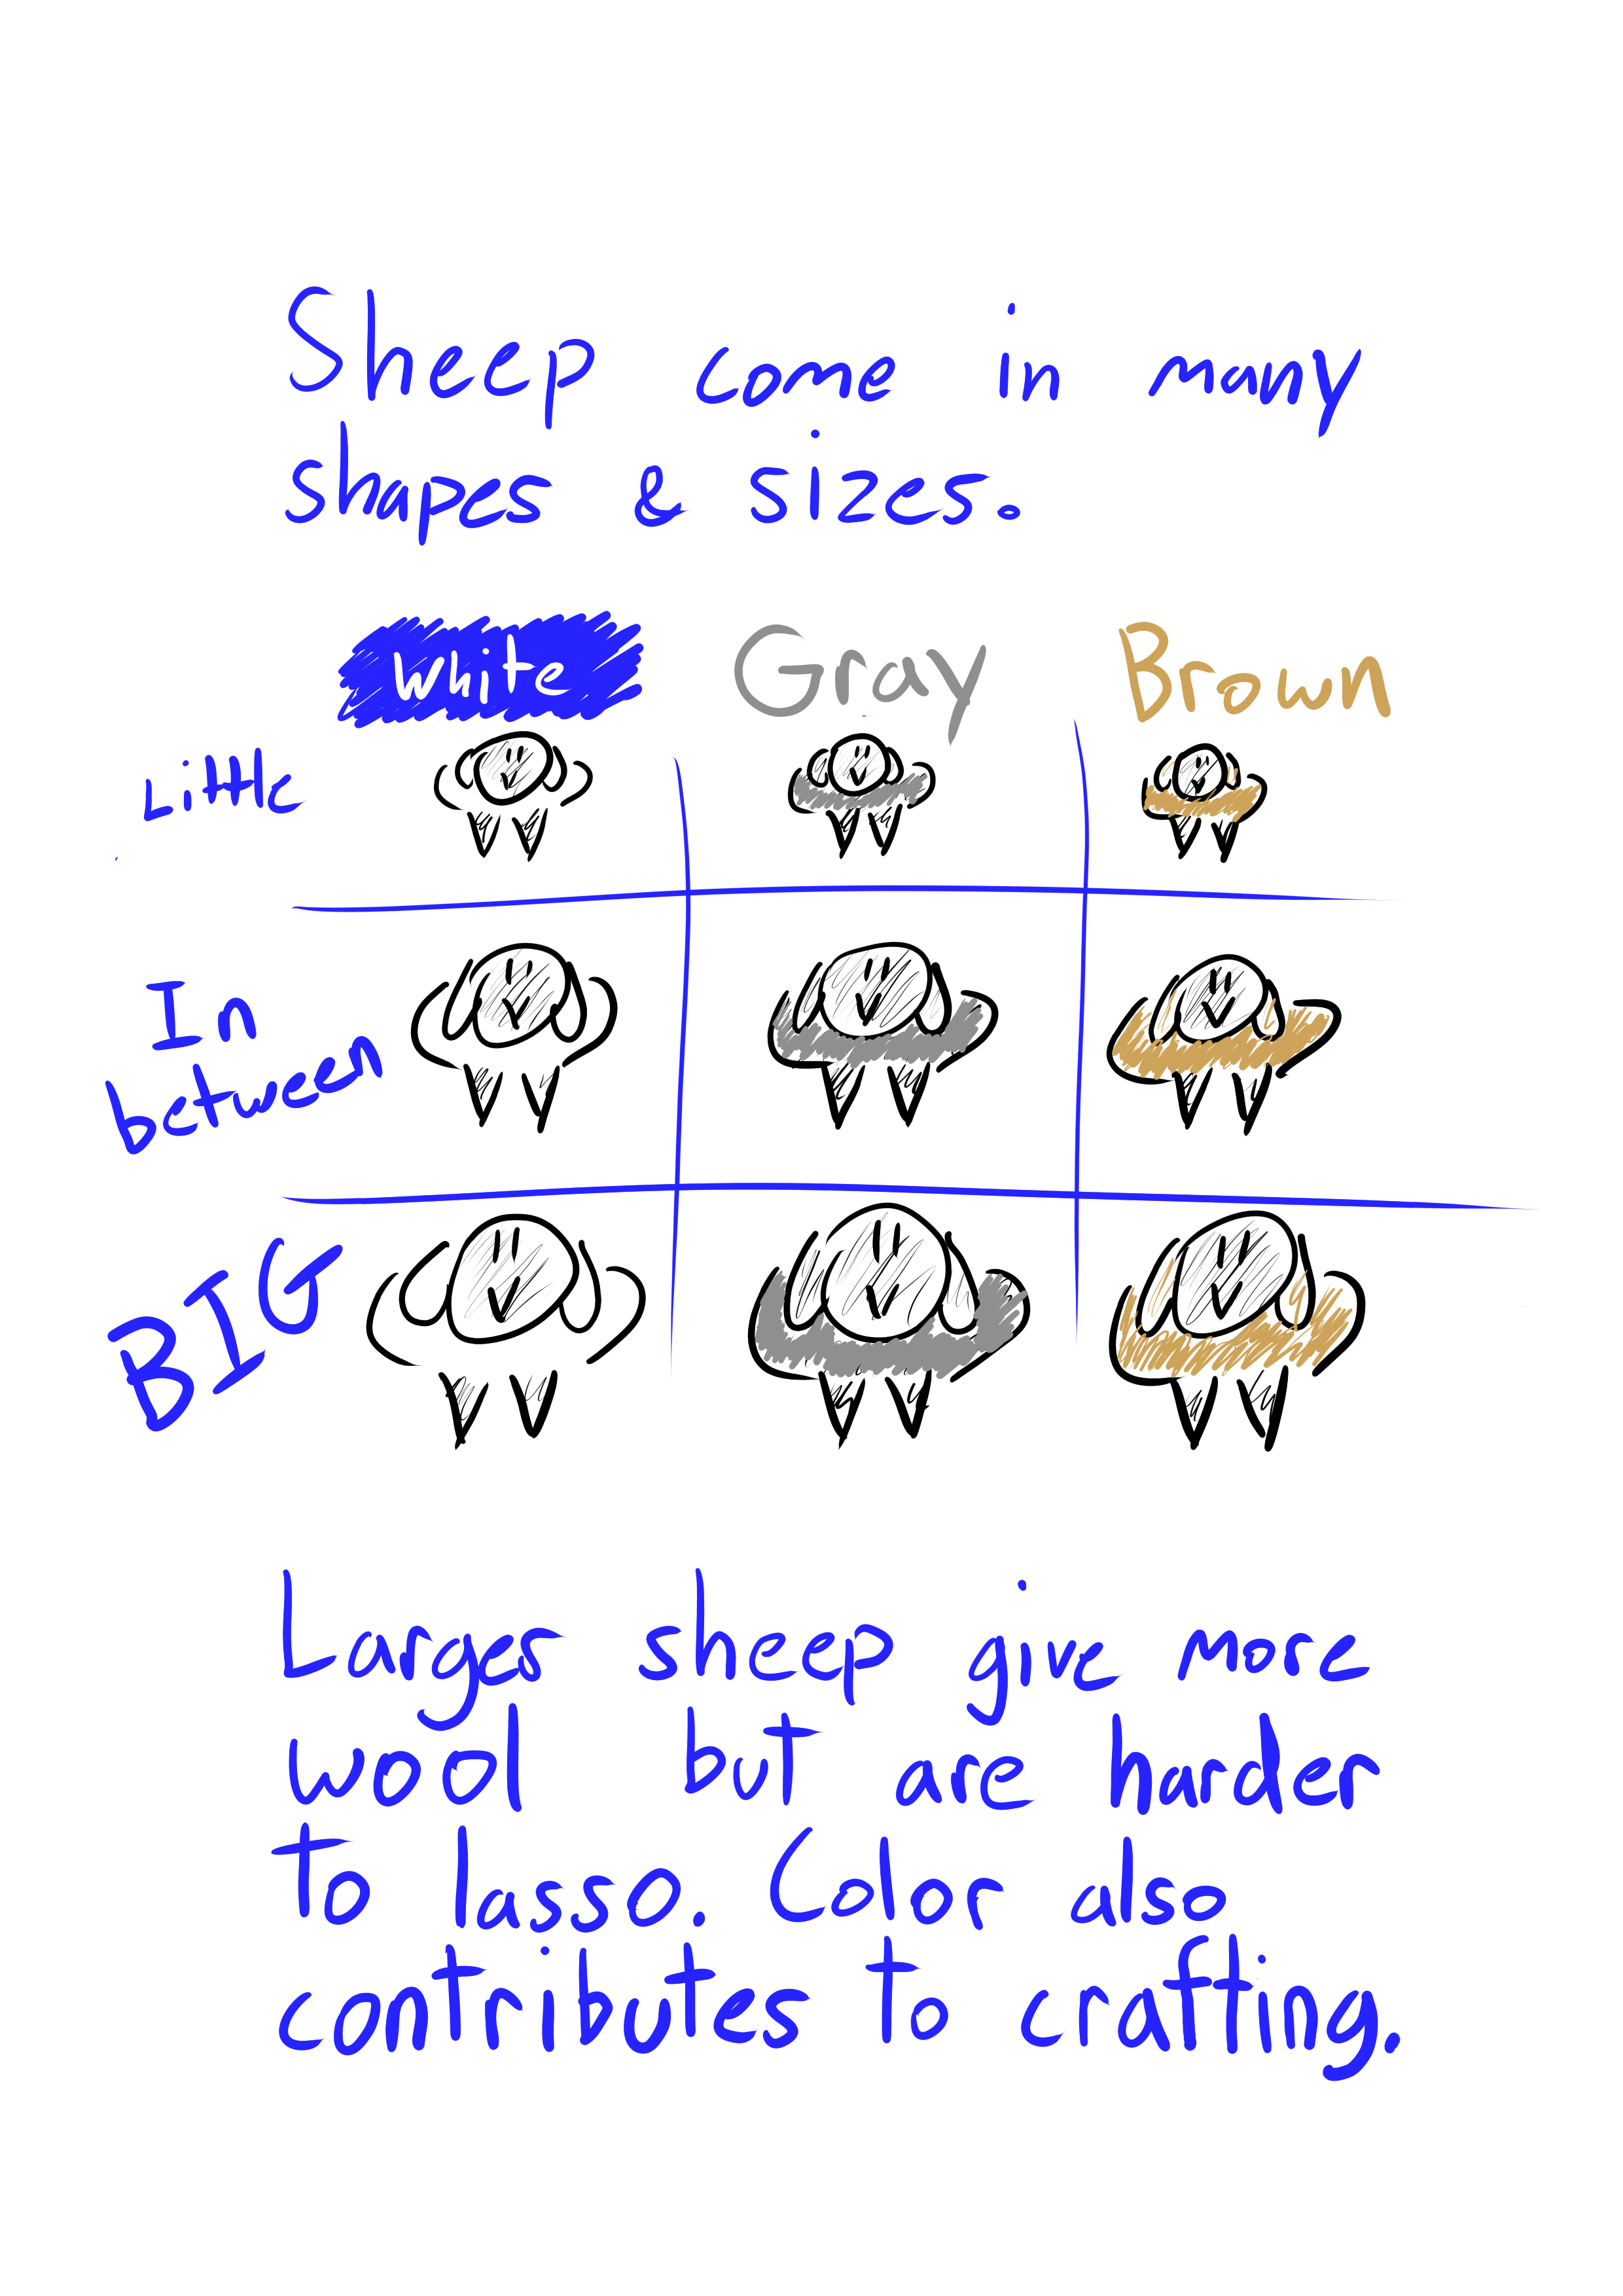 Sheep come in many
shapes & sizes.
White Gray Brown
Little
In
between
BIG
Larges sheep give more
wool but are harder
to lasso. Color also
contributes to crafting.